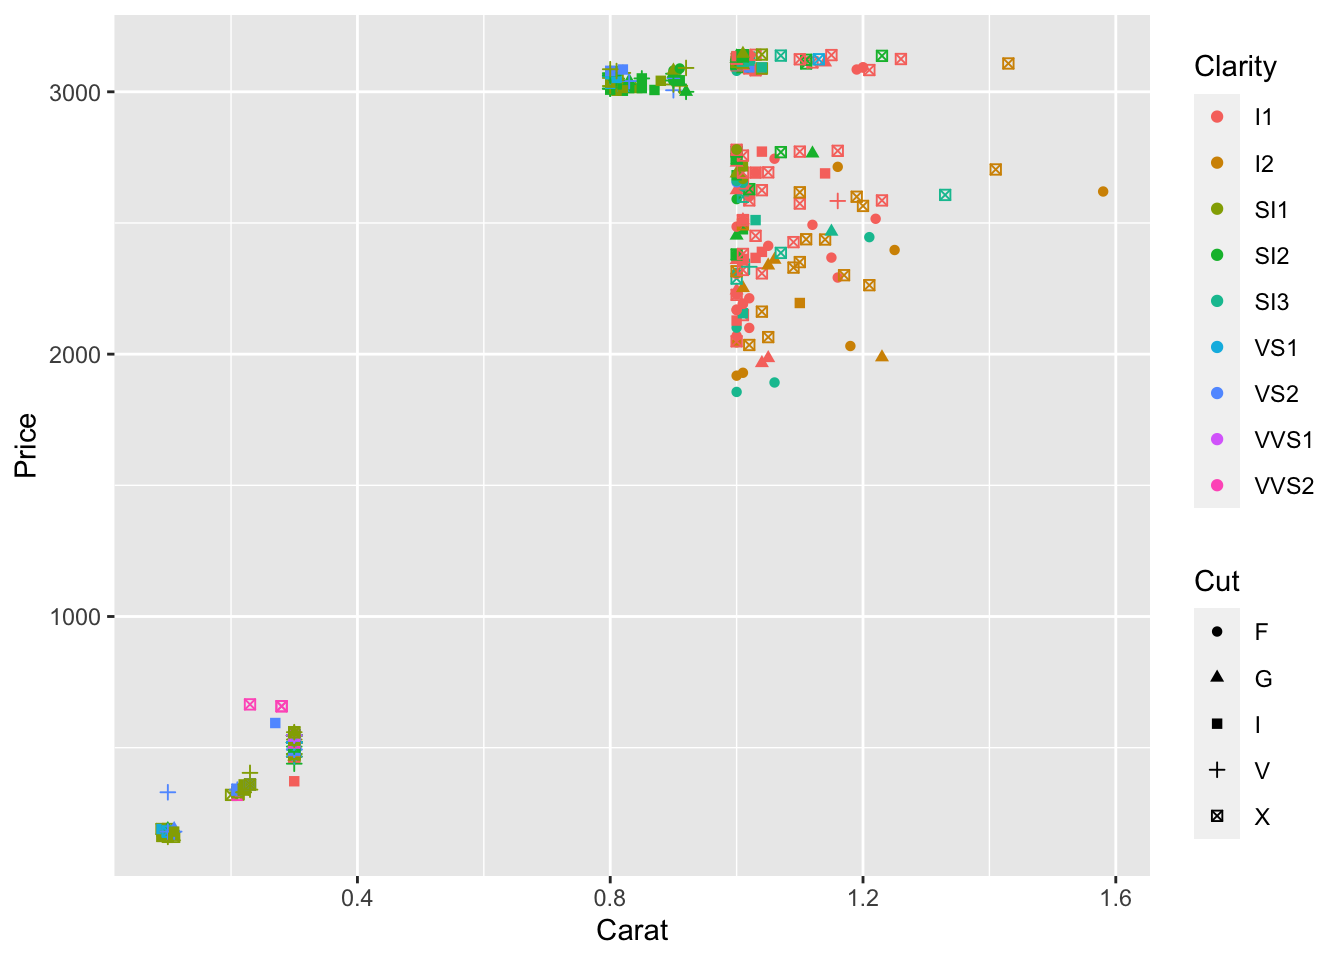 3000
2000
1000
Price
0.4
0.8
1.2
1.6
Carat
Clarity
I1
I2
SI1
SI2
SI3
VS1
VS2
VVS1
VVS2
Cut
F
G
I
V
X